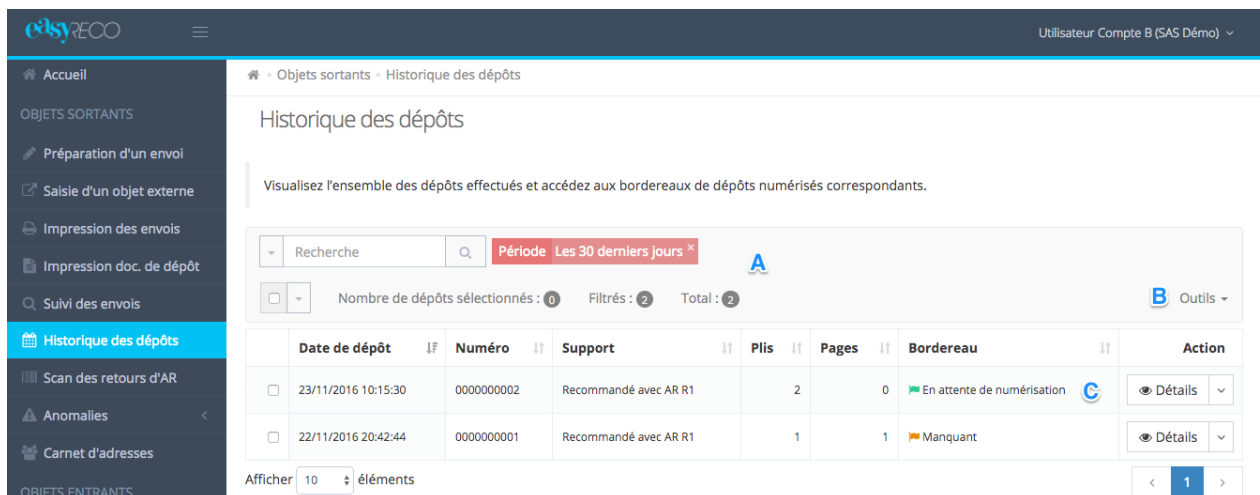 easyRECO
Utilisateur Compte B (SAS Démo)
Accueil
OBJETS SORTANTS
Préparation d'un envoi
Saisie d'un objet externe
Impression des envois
Impression doc. de dépôt
Suivi des envois
Historique des dépôts
Scan des retours d'AR
Anomalies
Carnet d'adresses
OBJETS ENTRANTS
Objets sortants Historique des dépôts
Historique des dépôts
Visualisez l'ensemble des dépôts effectués et accédez aux bordereaux de dépôts numérisés correspondants.
Recherche Période Les 30 derniers jours ×
A
Nombre de dépôts sélectionnés : 0 Filtrés : 2 Total : 2 B Outils
Date de dépôt Numéro Support Plis Pages Bordereau Action
23/11/2016 10:15:30 0000000002 Recommandé avec AR R1 2 0 En attente de numérisation C Détails
22/11/2016 20:42:44 0000000001 Recommandé avec AR R1 1 1 Manquant Détails
Afficher 10 éléments < 1 >